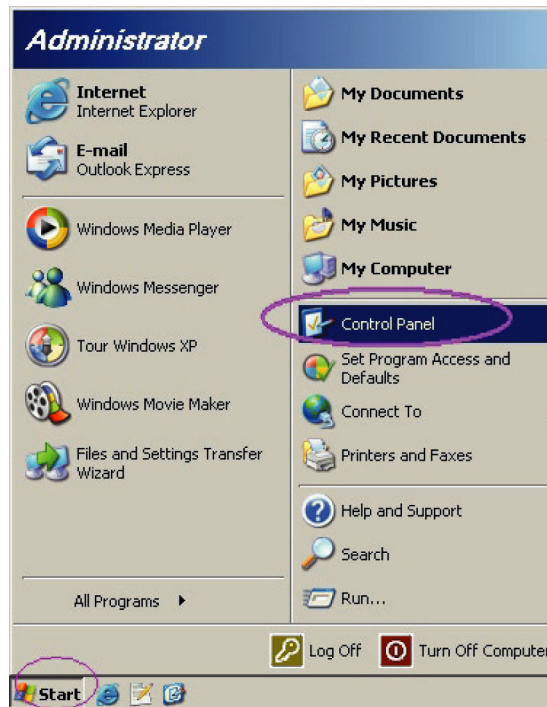 Administrator
Internet
Internet Explorer
E-mail
Outlook Express
Windows Media Player
Windows Messenger
Tour Windows XP
Windows Movie Maker
Files and Settings Transfer
Wizard
All Programs
My Documents
My Recent Documents
My Pictures
My Music
My Computer
Control Panel
Set Program Access and
Defaults
Connect To
Printers and Faxes
Help and Support
Search
Run...
Log Off
Turn Off Computer
Start